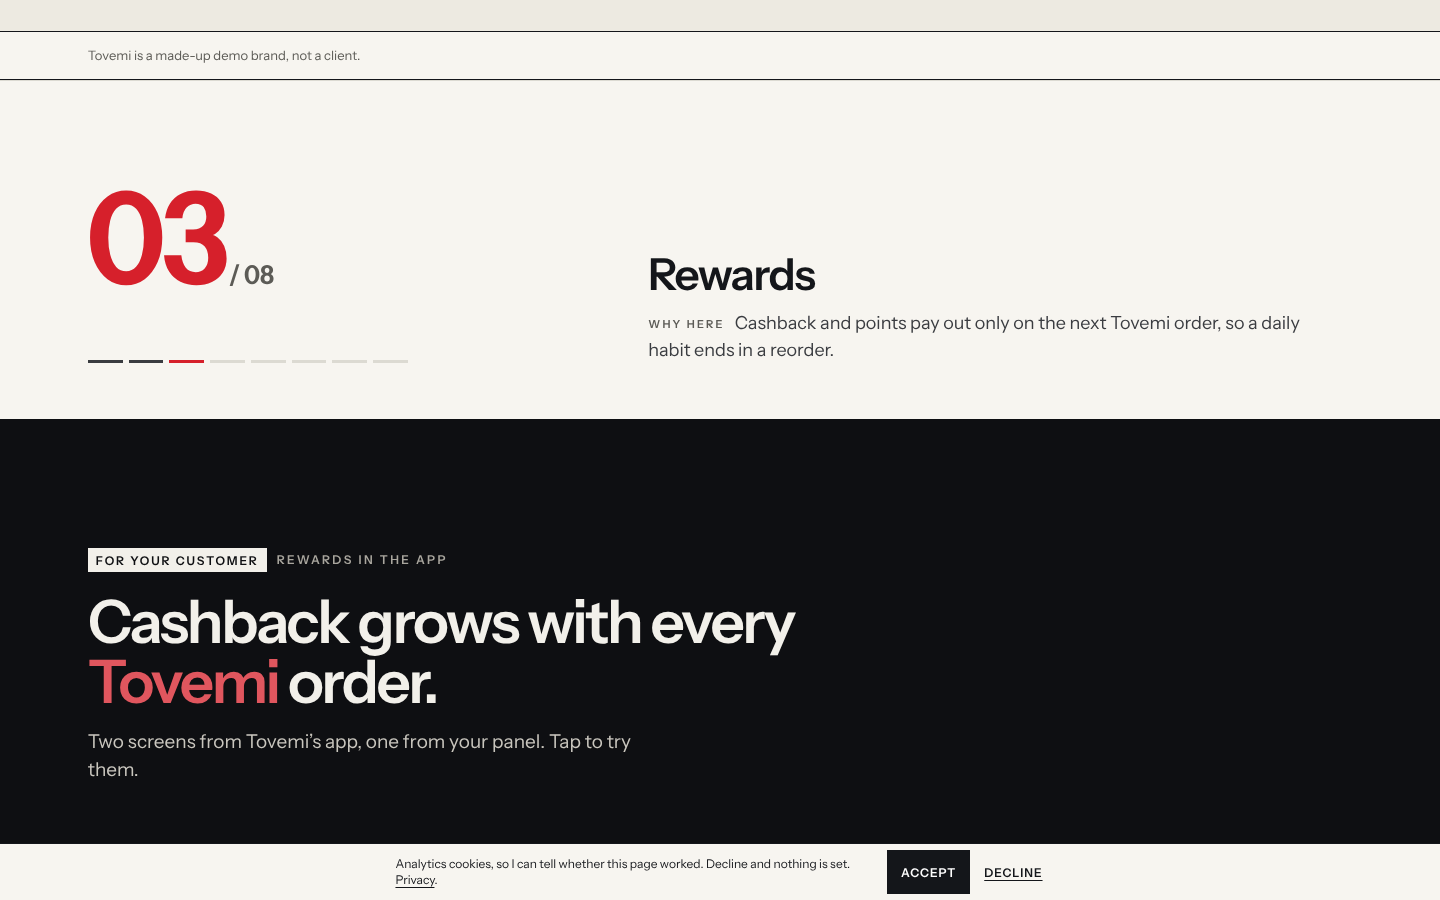 Tovemi is a made-up demo brand, not a client.
03 / 08
Rewards
WHY HERE Cashback and points pay out only on the next Tovemi order, so a daily
habit ends in a reorder.
FOR YOUR CUSTOMER REWARDS IN THE APP
Cashback grows with every
Tovemi order.
Two screens from Tovemi’s app, one from your panel. Tap to try
them.
Analytics cookies, so I can tell whether this page worked. Decline and nothing is set.
Privacy.
ACCEPT DECLINE